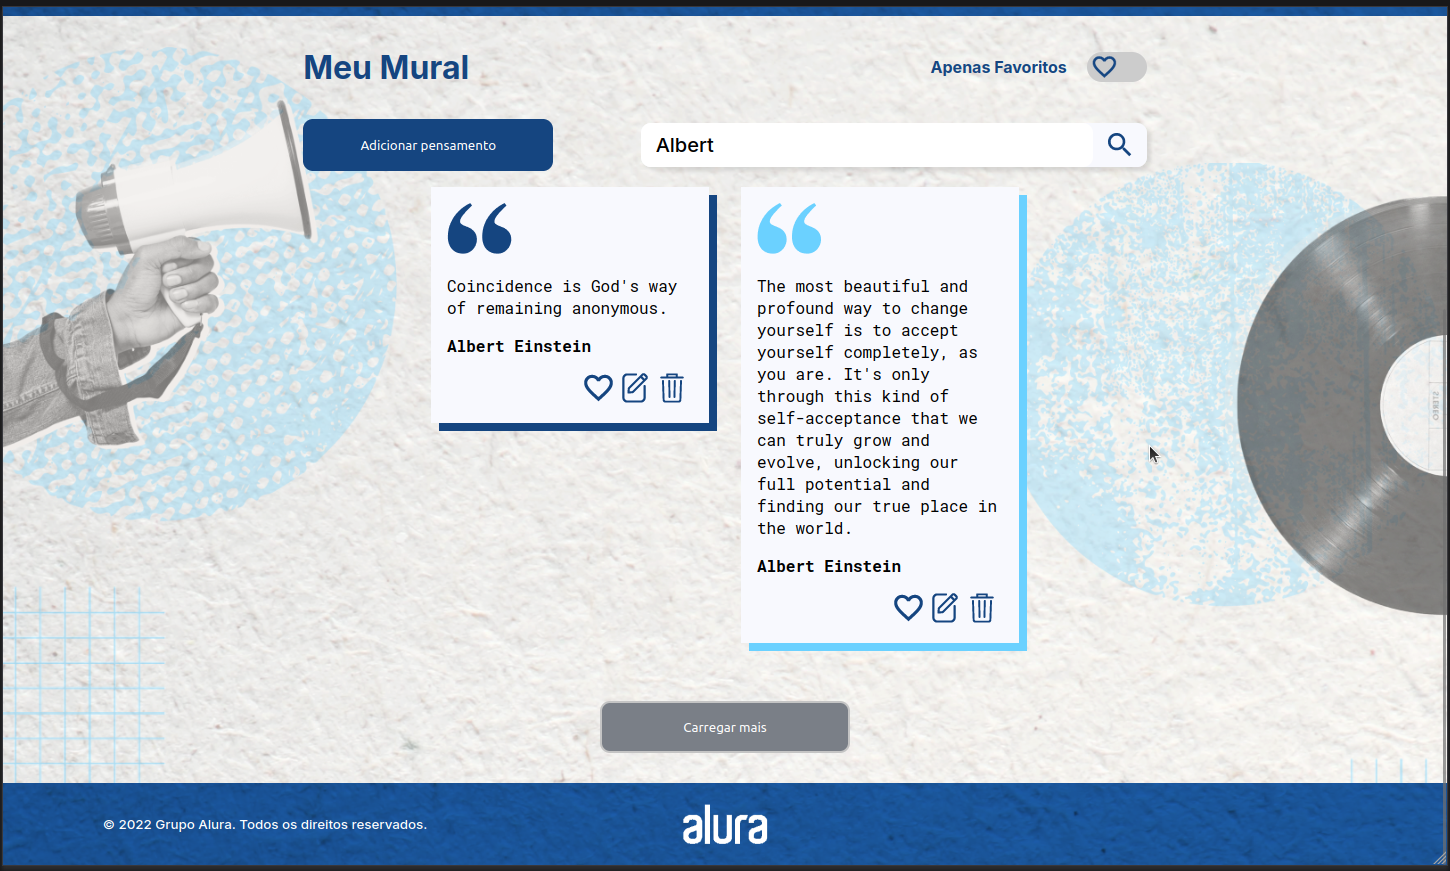 Meu Mural
Apenas Favoritos
Adicionar pensamento
Albert
Coincidence is God's way
of remaining anonymous.
Albert Einstein
The most beautiful and
profound way to change
yourself is to accept
yourself completely, as
you are. It's only
through this kind of
self-acceptance that we
can truly grow and
evolve, unlocking our
full potential and
finding our true place in
the world.
Albert Einstein
STEREO
Carregar mais
© 2022 Grupo Alura. Todos os direitos reservados.
alura